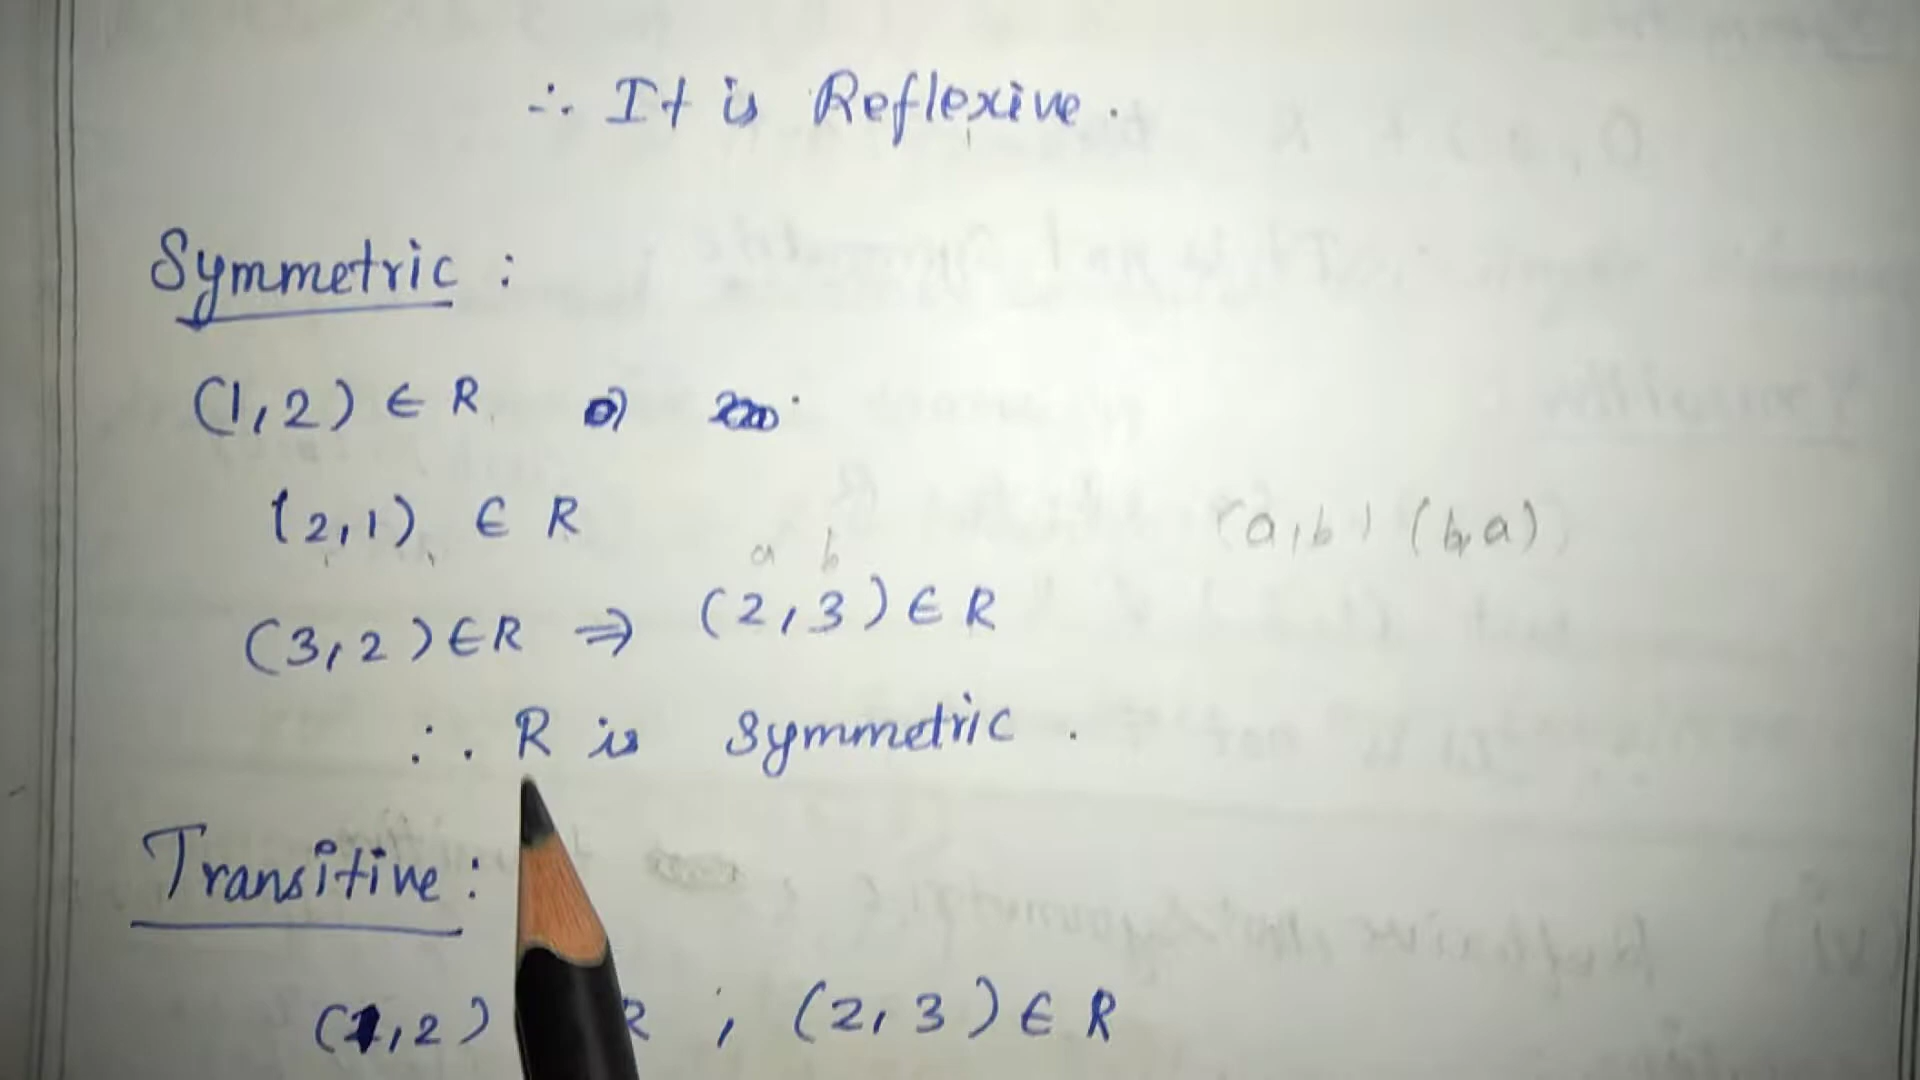 ∴ It is Reflexive.
Symmetric :
(1,2) ∈ R
(2,1) ∈ R
(a,b) (b,a)
a b
(3,2) ∈ R ⇒ (2,3) ∈ R
∴ R is Symmetric.
Transitive :
(1,2) R ; (2,3) ∈ R